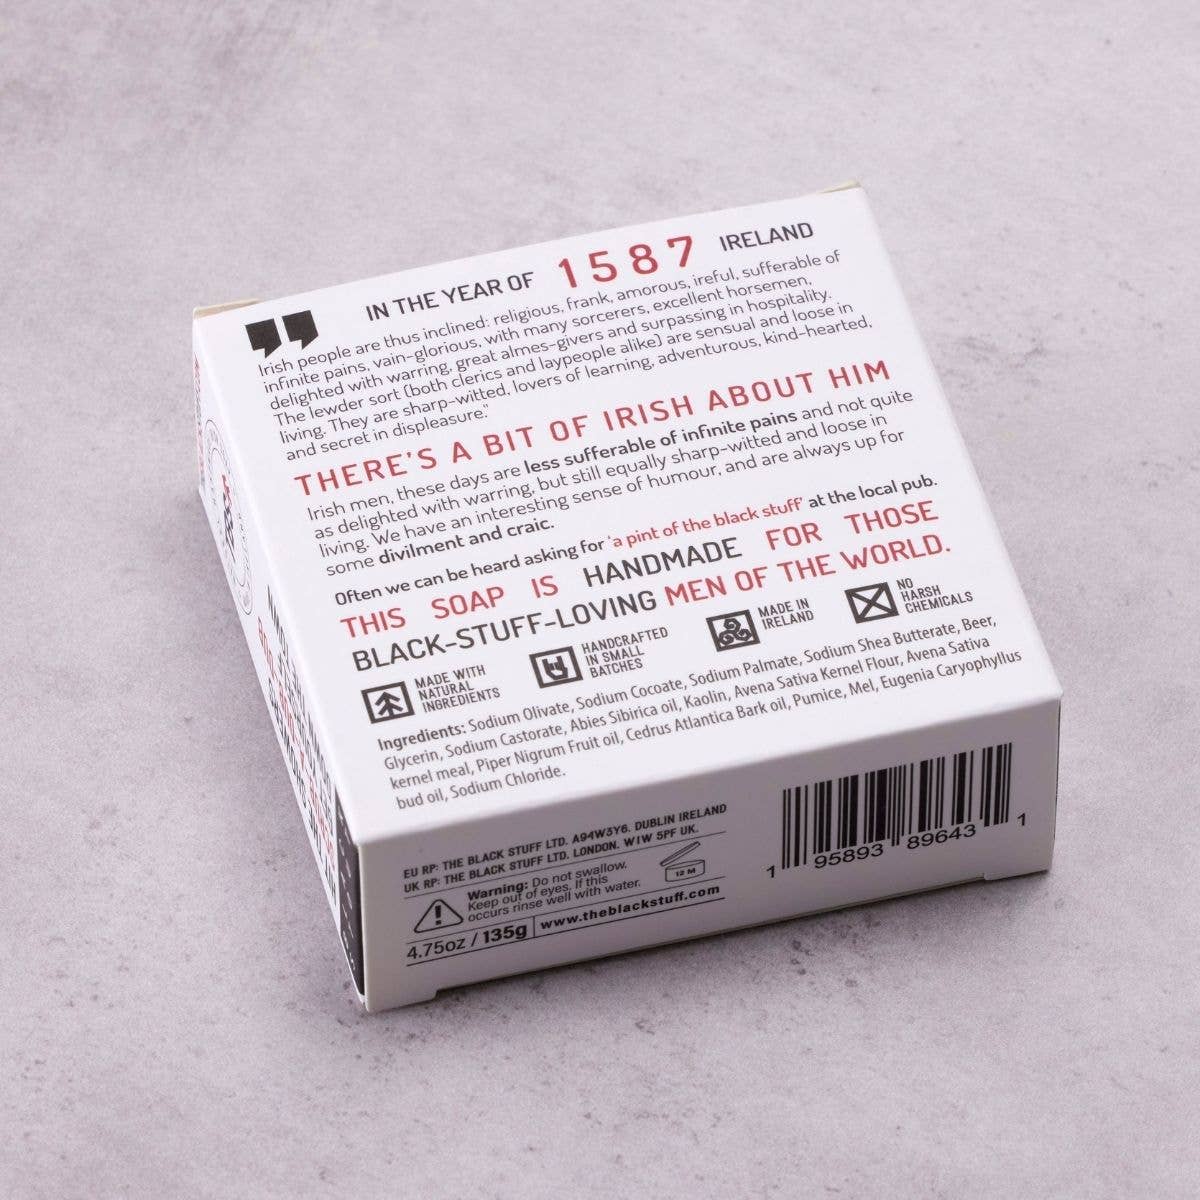 ”
IN THE YEAR OF 1587 IRELAND
Irish people are thus inclined: religious, frank, amorous, ireful, sufferable of
infinite pains, vain-glorious, with many sorcerers, excellent horsemen,
delighted with warring, great almes-givers and surpassing in hospitality.
The lewder sort (both clerics and laypeople alike) are sensual and loose in
living. They are sharp-witted, lovers of learning, adventurous, kind-hearted,
and secret in displeasure."
THERE'S A BIT OF IRISH ABOUT HIM
Irish men, these days are less sufferable of infinite pains and not quite
as delighted with warring, but still equally sharp-witted and loose in
living. We have an interesting sense of humour, and are always up for
some divilment and craic.
Often we can be heard asking for 'a pint of the black stuff' at the local pub.
THIS SOAP IS HANDMADE FOR THOSE
BLACK-STUFF-LOVING MEN OF THE WORLD.
MADE WITH
NATURAL
INGREDIENTS
HANDCRAFTED
IN SMALL
BATCHES
MADE IN
IRELAND
NO
HARSH
CHEMICALS
Ingredients: Sodium Olivate, Sodium Cocoate, Sodium Palmate, Sodium Shea Butterate, Beer,
Glycerin, Sodium Castorate, Abies Sibirica oil, Kaolin, Avena Sativa Kernel Flour, Avena Sativa
kernel meal, Piper Nigrum Fruit oil, Cedrus Atlantica Bark oil, Pumice, Mel, Eugenia Caryophyllus
bud oil, Sodium Chloride.
EU RP: THE BLACK STUFF LTD. A94W3Y6. DUBLIN IRELAND
UK RP: THE BLACK STUFF LTD. LONDON. W1W 5PF UK.
Warning: Do not swallow.
Keep out of eyes. If this
occurs rinse well with water.
12 M
4.75oz / 135g
www.theblackstuff.com
1 95893 89643 1